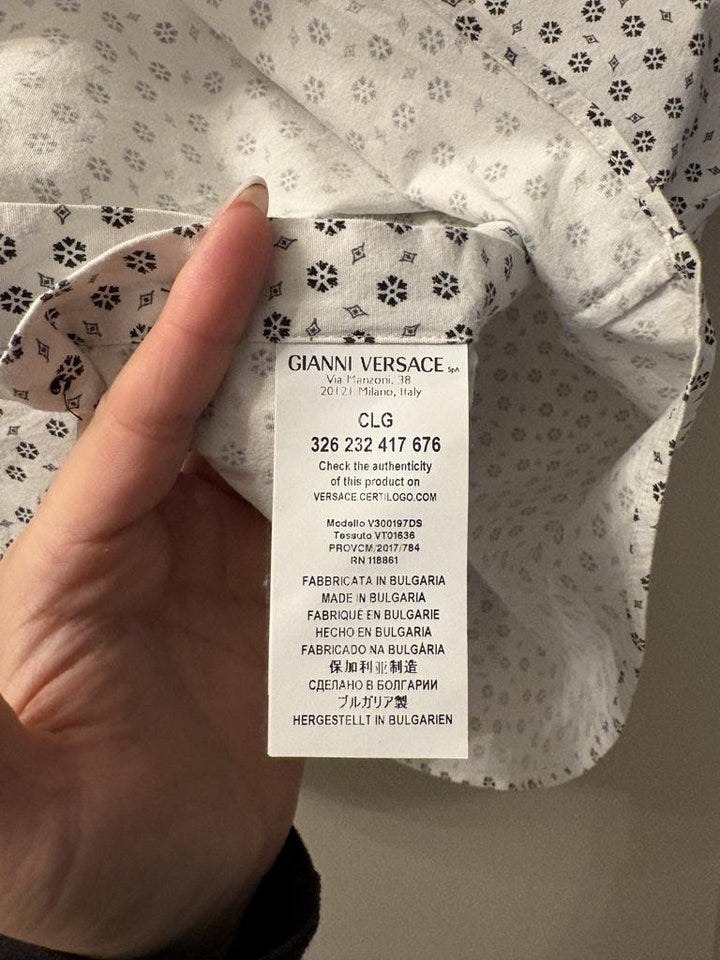 GIANNI VERSACE SpA
Via Manzoni, 38
20121 Milano, Italy
CLG
326 232 417 676
Check the authenticity
of this product on
VERSACE.CERTILOGO.COM
Modello V300197DS
Tessuto VT01636
PROVCM/2017/784
RN 118861
FABBRICATA IN BULGARIA
MADE IN BULGARIA
FABRIQUÉ EN BULGARIE
HECHO EN BULGARIA
FABRICADO NA BULGÁRIA
保加利亚制造
СДЕЛАНО В БОЛГАРИИ
ブルガリア製
HERGESTELLT IN BULGARIEN